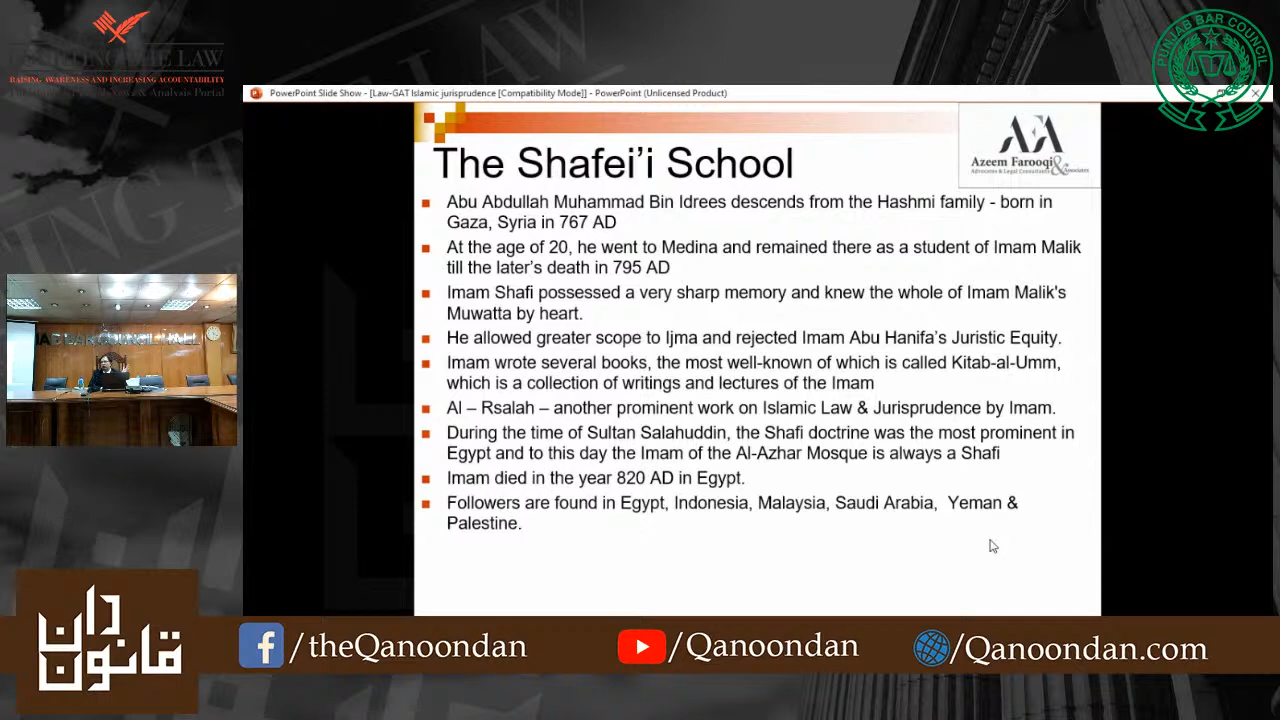 RAISING AWARENESS AND INCREASING ACCOUNTABILITY
PUNJAB BAR COUNCIL
PowerPoint Slide Show - [Law-GAT Islamic jurisprudence [Compatibility Mode]] - PowerPoint (Unlicensed Product)
AFA
Azeem Farooqi
Advocates & Legal Consultants & Associates
The Shafei'i School
Abu Abdullah Muhammad Bin Idrees descends from the Hashmi family - born in
Gaza, Syria in 767 AD
At the age of 20, he went to Medina and remained there as a student of Imam Malik
till the later's death in 795 AD
Imam Shafi possessed a very sharp memory and knew the whole of Imam Malik's
Muwatta by heart.
He allowed greater scope to Ijma and rejected Imam Abu Hanifa's Juristic Equity.
Imam wrote several books, the most well-known of which is called Kitab-al-Umm,
which is a collection of writings and lectures of the Imam
Al – Rsalah – another prominent work on Islamic Law & Jurisprudence by Imam.
During the time of Sultan Salahuddin, the Shafi doctrine was the most prominent in
Egypt and to this day the Imam of the Al-Azhar Mosque is always a Shafi
Imam died in the year 820 AD in Egypt.
Followers are found in Egypt, Indonesia, Malaysia, Saudi Arabia, Yeman &
Palestine.
BAR COUNCIL HALL
قانون دان
/theQanoondan
/Qanoondan
/Qanoondan.com